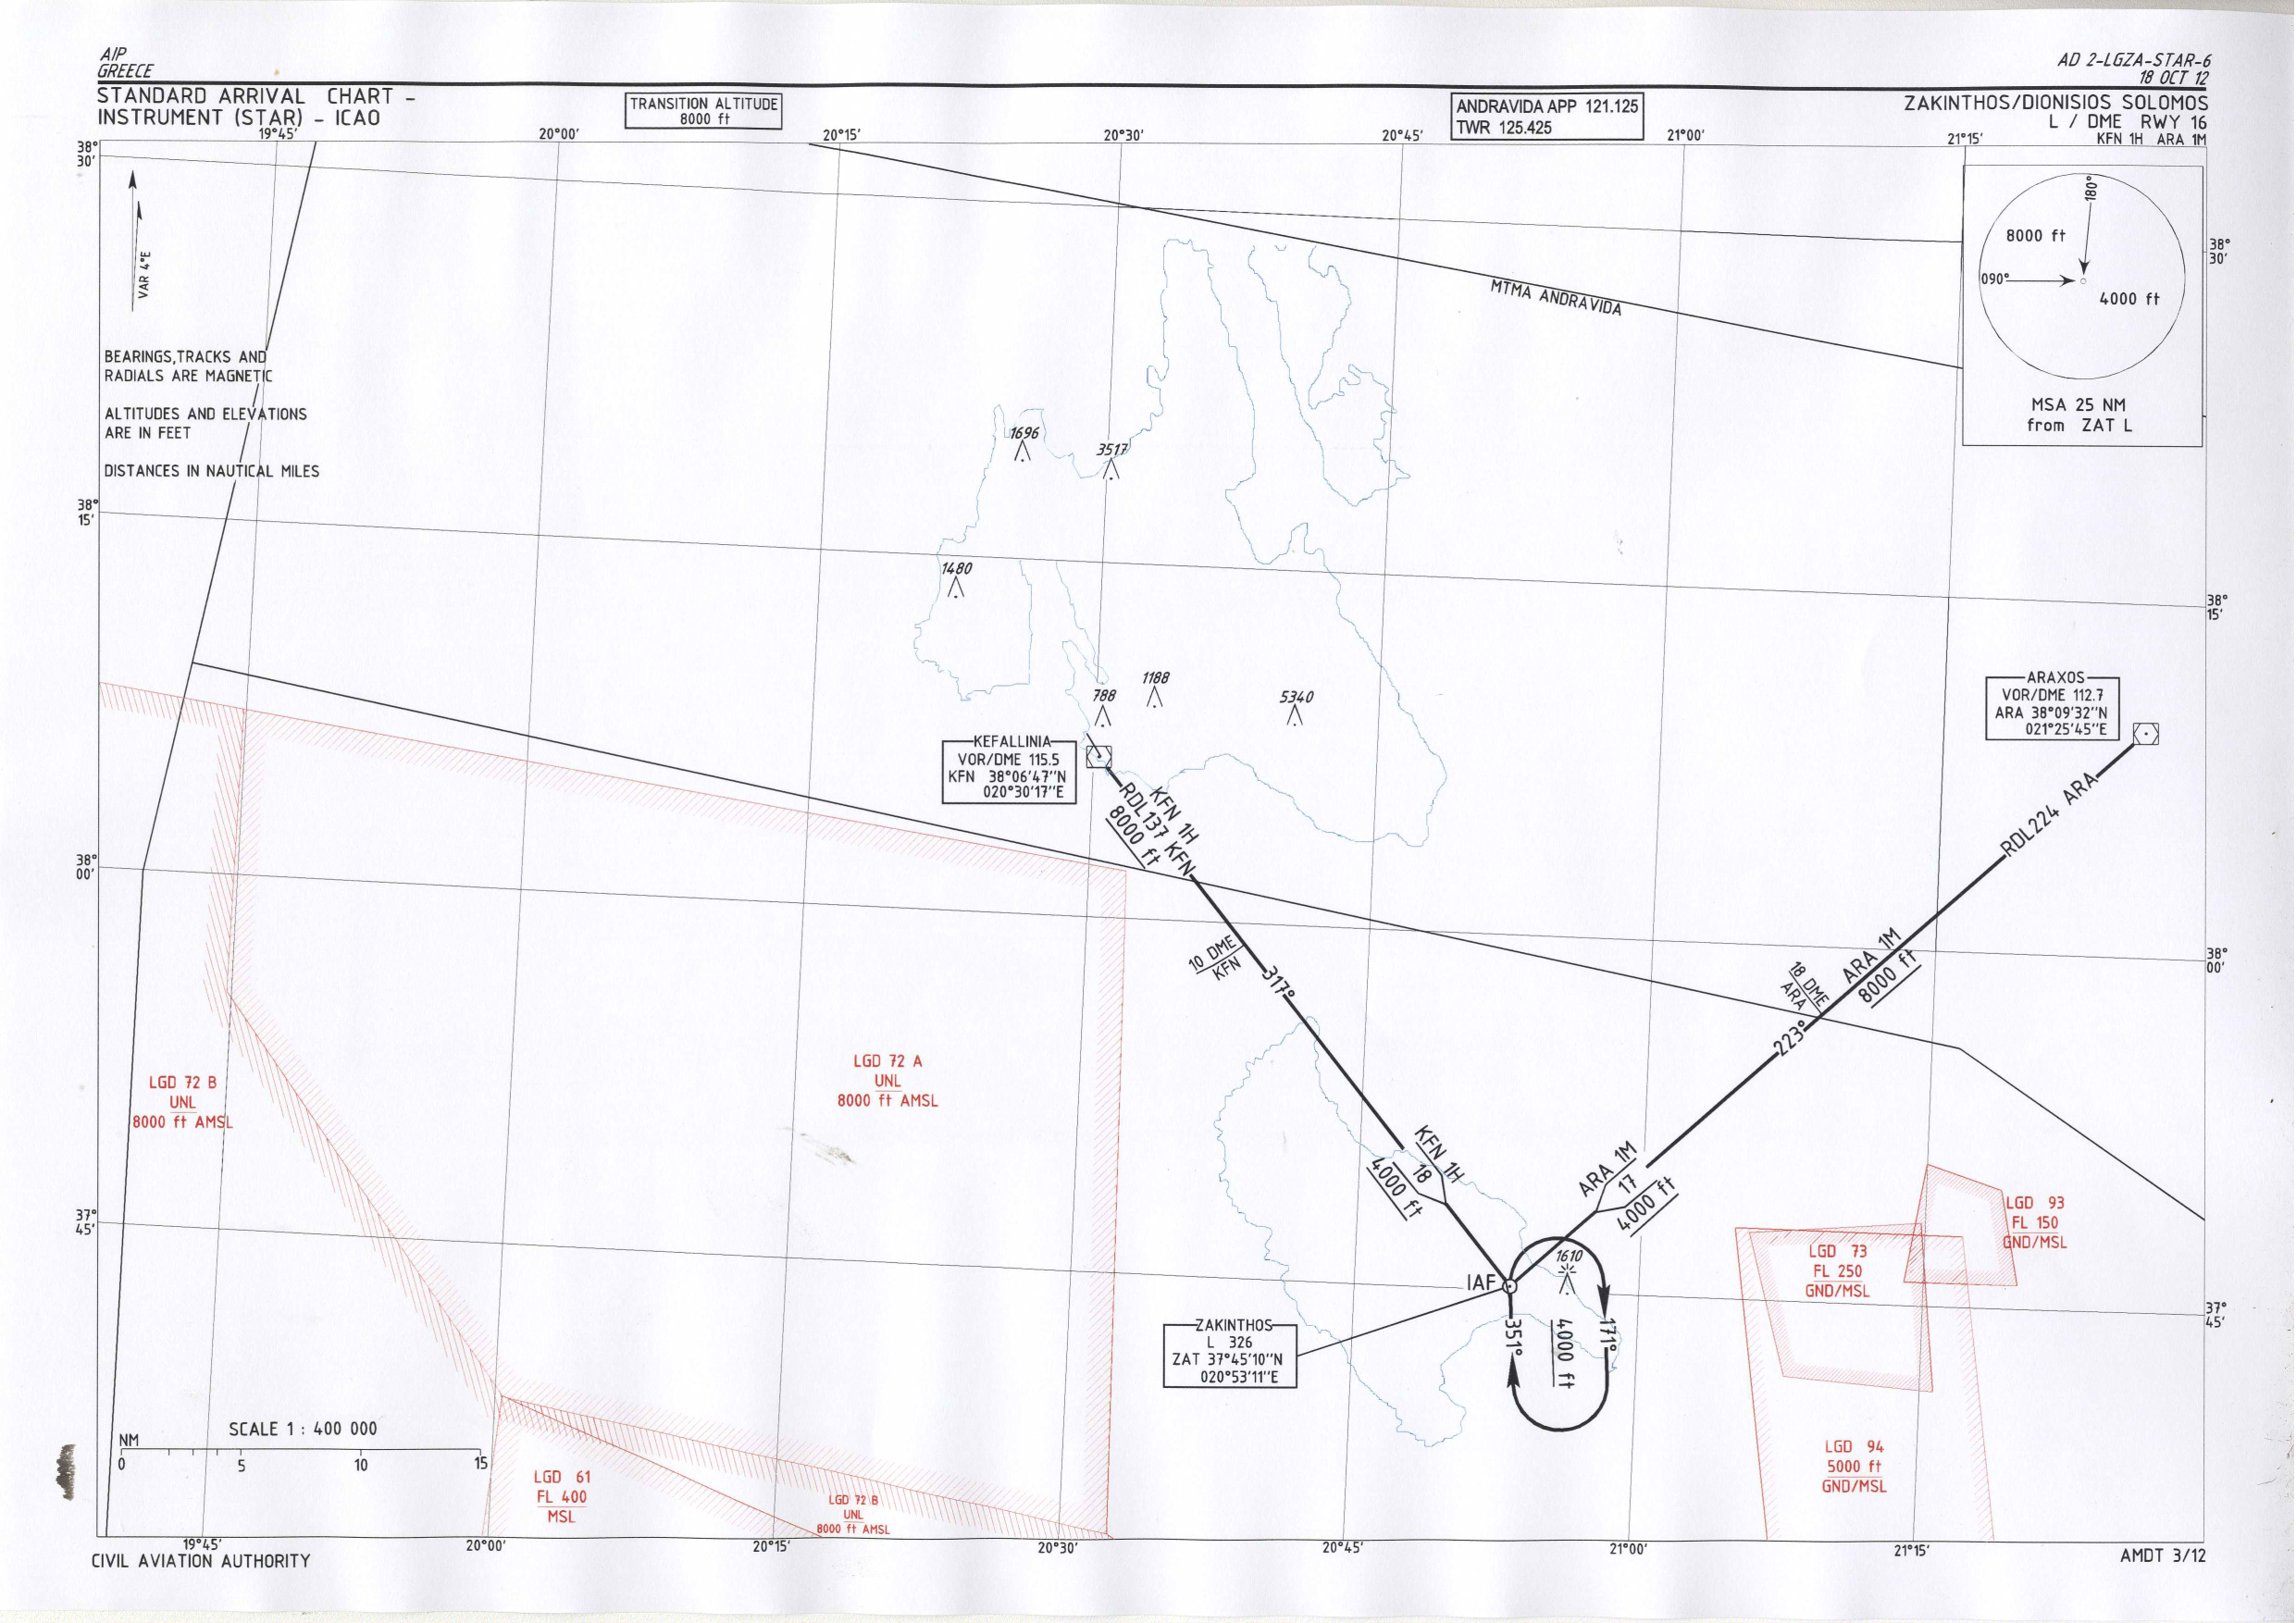 AIP
GREECE
AD 2-LGZA-STAR-6
18 OCT 12
STANDARD ARRIVAL CHART -
INSTRUMENT (STAR) - ICAO
TRANSITION ALTITUDE
8000 ft
ANDRAVIDA APP 121.125
TWR 125.425
ZAKINTHOS/DIONISIOS SOLOMOS
L / DME RWY 16
KFN 1H ARA 1M
19°45'
20°00'
20°15'
20°30'
20°45'
21°00'
21°15'
38°
30'
VAR 4°E
BEARINGS,TRACKS AND
RADIALS ARE MAGNETIC
ALTITUDES AND ELEVATIONS
ARE IN FEET
DISTANCES IN NAUTICAL MILES
180°
8000 ft
090°
4000 ft
MSA 25 NM
from ZAT L
38°
30'
MTMA ANDRAVIDA
1696
3517
38°
15'
1480
38°
15'
788
1188
5340
KEFALLINIA
VOR/DME 115.5
KFN 38°06'47''N
020°30'17''E
ARAXOS
VOR/DME 112.7
ARA 38°09'32''N
021°25'45''E
KFN 1H
RDL137 KFN
8000 ft
RDL224 ARA
38°
00'
10 DME
KFN
317°
18 DME
ARA
ARA 1M
8000 ft
223°
38°
00'
LGD 72 B
UNL
8000 ft AMSL
LGD 72 A
UNL
8000 ft AMSL
KFN 1H
18
4000 ft
ARA 1M
17
4000 ft
37°
45'
LGD 93
FL 150
GND/MSL
LGD 73
FL 250
GND/MSL
1610
IAF
351°
4000 ft
171°
37°
45'
ZAKINTHOS
L 326
ZAT 37°45'10''N
020°53'11''E
SCALE 1 : 400 000
NM
0
5
10
15
LGD 61
FL 400
MSL
LGD 72 B
UNL
8000 ft AMSL
LGD 94
5000 ft
GND/MSL
19°45'
20°00'
20°15'
20°30'
20°45'
21°00'
21°15'
CIVIL AVIATION AUTHORITY
AMDT 3/12